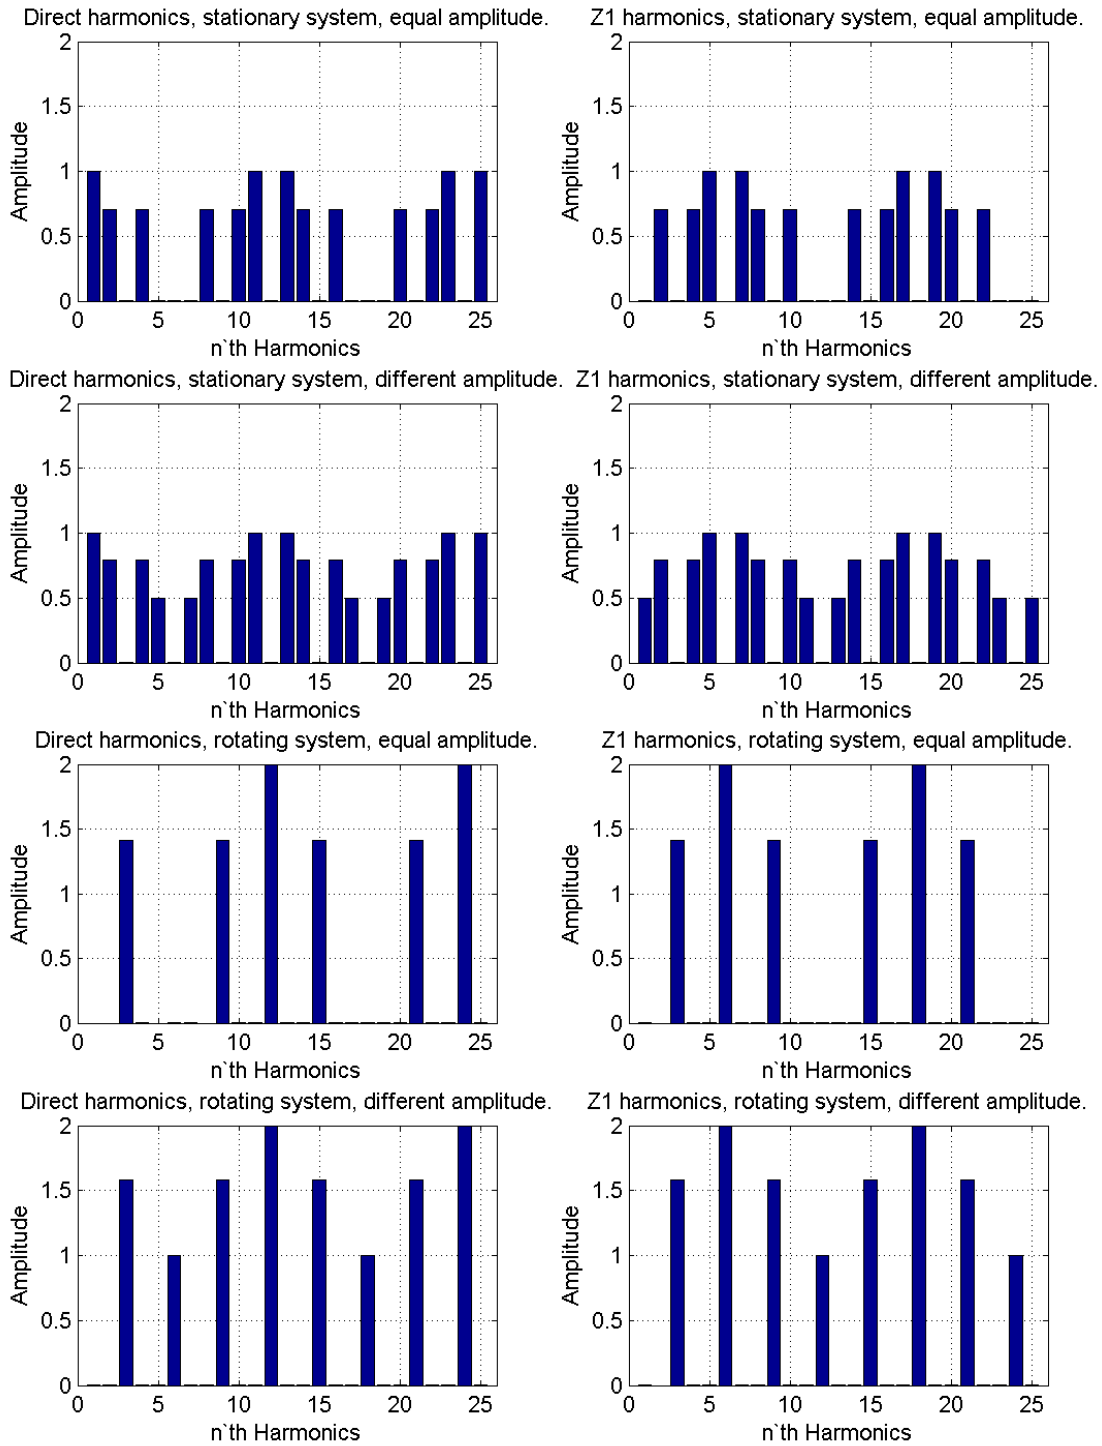 Direct harmonics, stationary system, equal amplitude.
2
1.5
1
0.5
0
Amplitude
0 5 10 15 20 25
n`th Harmonics
Z1 harmonics, stationary system, equal amplitude.
2
1.5
1
0.5
0
Amplitude
0 5 10 15 20 25
n`th Harmonics
Direct harmonics, stationary system, different amplitude.
2
1.5
1
0.5
0
Amplitude
0 5 10 15 20 25
n`th Harmonics
Z1 harmonics, stationary system, different amplitude.
2
1.5
1
0.5
0
Amplitude
0 5 10 15 20 25
n`th Harmonics
Direct harmonics, rotating system, equal amplitude.
2
1.5
1
0.5
0
Amplitude
0 5 10 15 20 25
n`th Harmonics
Z1 harmonics, rotating system, equal amplitude.
2
1.5
1
0.5
0
Amplitude
0 5 10 15 20 25
n`th Harmonics
Direct harmonics, rotating system, different amplitude.
2
1.5
1
0.5
0
Amplitude
0 5 10 15 20 25
n`th Harmonics
Z1 harmonics, rotating system, different amplitude.
2
1.5
1
0.5
0
Amplitude
0 5 10 15 20 25
n`th Harmonics